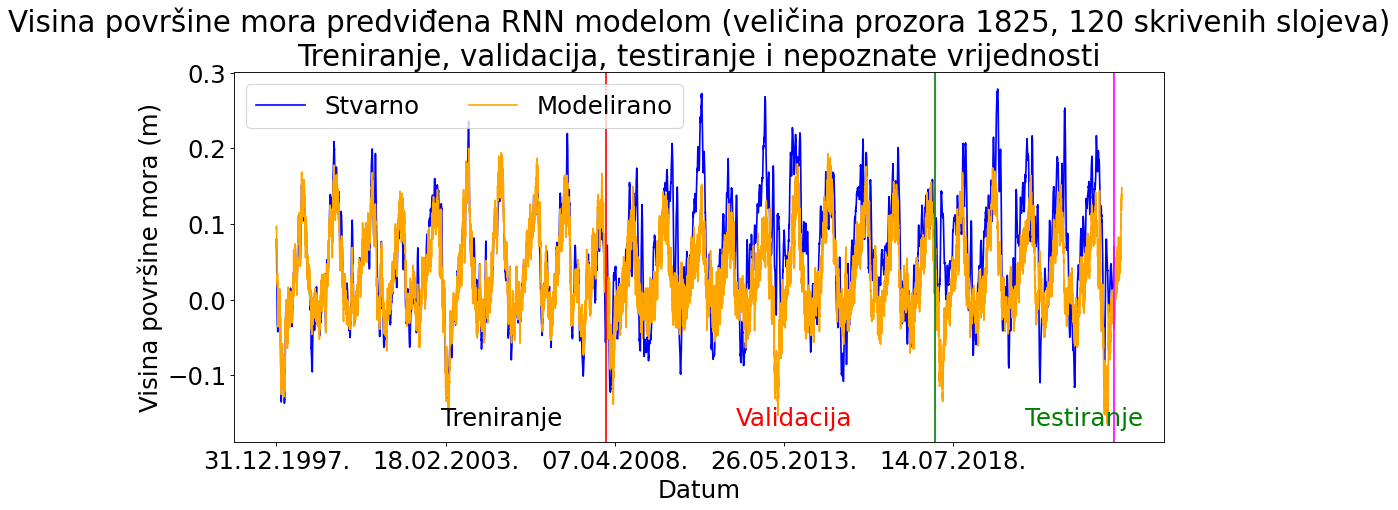 Visina površine mora predviđena RNN modelom (veličina prozora 1825, 120 skrivenih slojeva)
Treniranje, validacija, testiranje i nepoznate vrijednosti
Stvarno Modelirano
Visina površine mora (m)
0.3
0.2
0.1
0.0
−0.1
Treniranje Validacija Testiranje
31.12.1997. 18.02.2003. 07.04.2008. 26.05.2013. 14.07.2018.
Datum